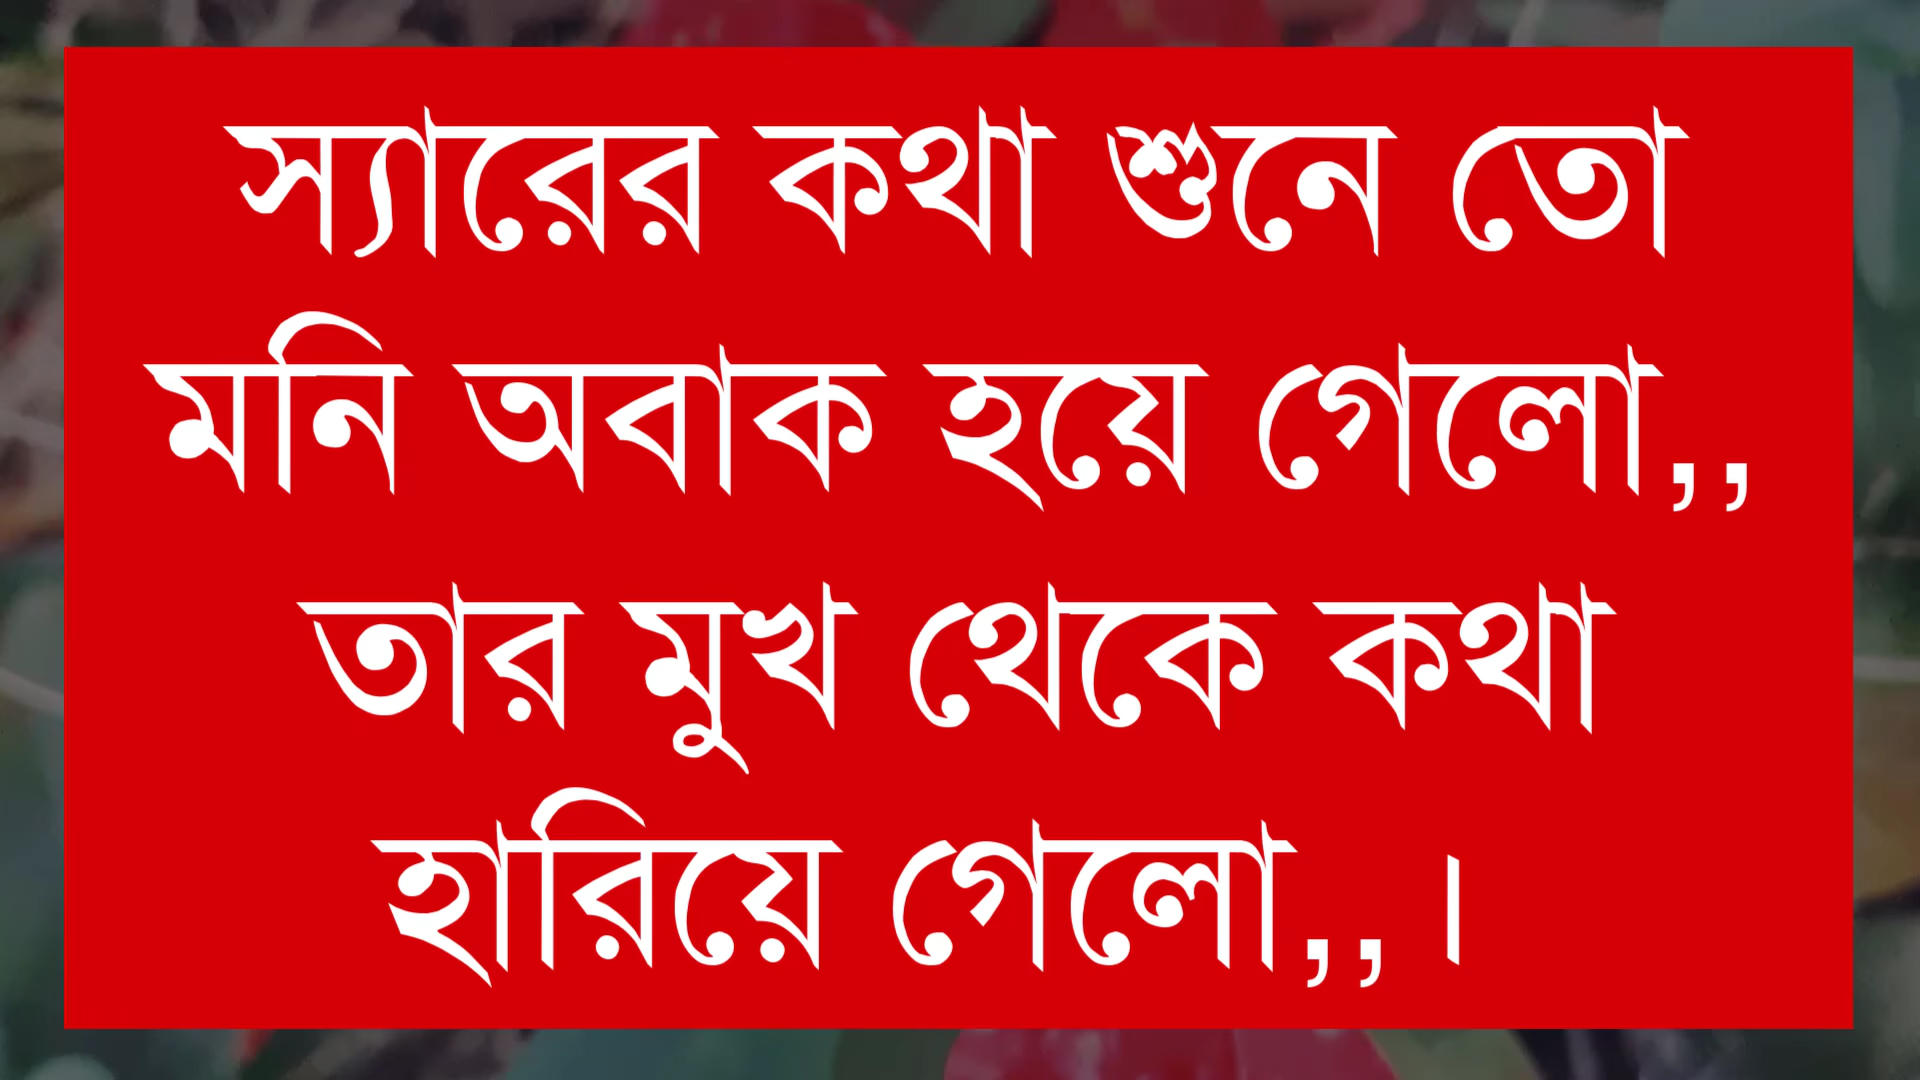 স্যারের কথা শুনে তো
মনি অবাক হয়ে গেলো,,
তার মুখ থেকে কথা
হারিয়ে গেলো,,।